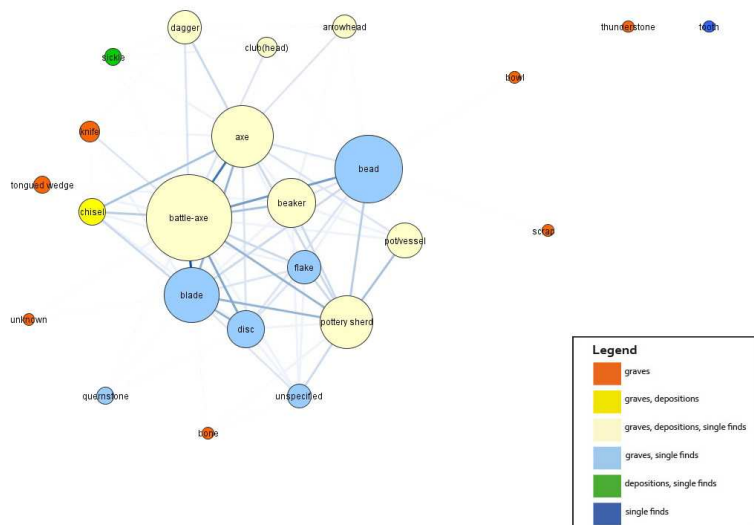 dagger
arrowhead
club(head)
thunderstone
tooth
sickle
bowl
knife
axe
bead
tongued wedge
chisel
battle-axe
beaker
pot/vessel
scrap
flake
blade
unknown
disc
pottery sherd
quernstone
unspecified
bone
Legend
graves
graves, depositions
graves, depositions, single finds
graves, single finds
depositions, single finds
single finds